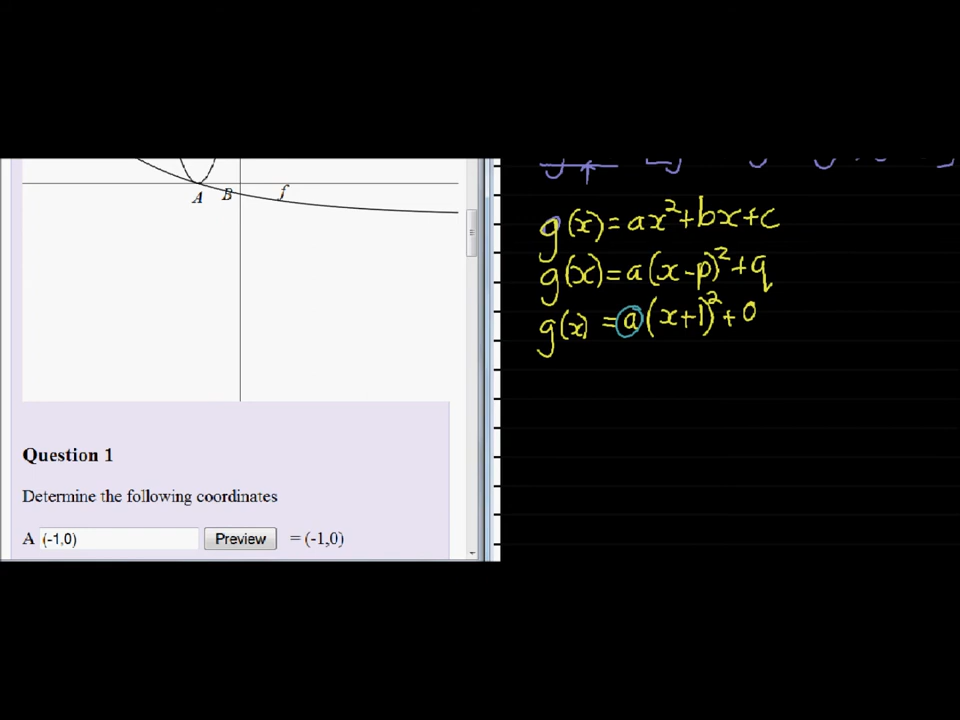 A B f
g(x)=ax²+bx+c
g(x)=a(x-p)²+q
g(x) =a(x+1)²+0
Question 1
Determine the following coordinates
A (-1,0) Preview = (-1,0)